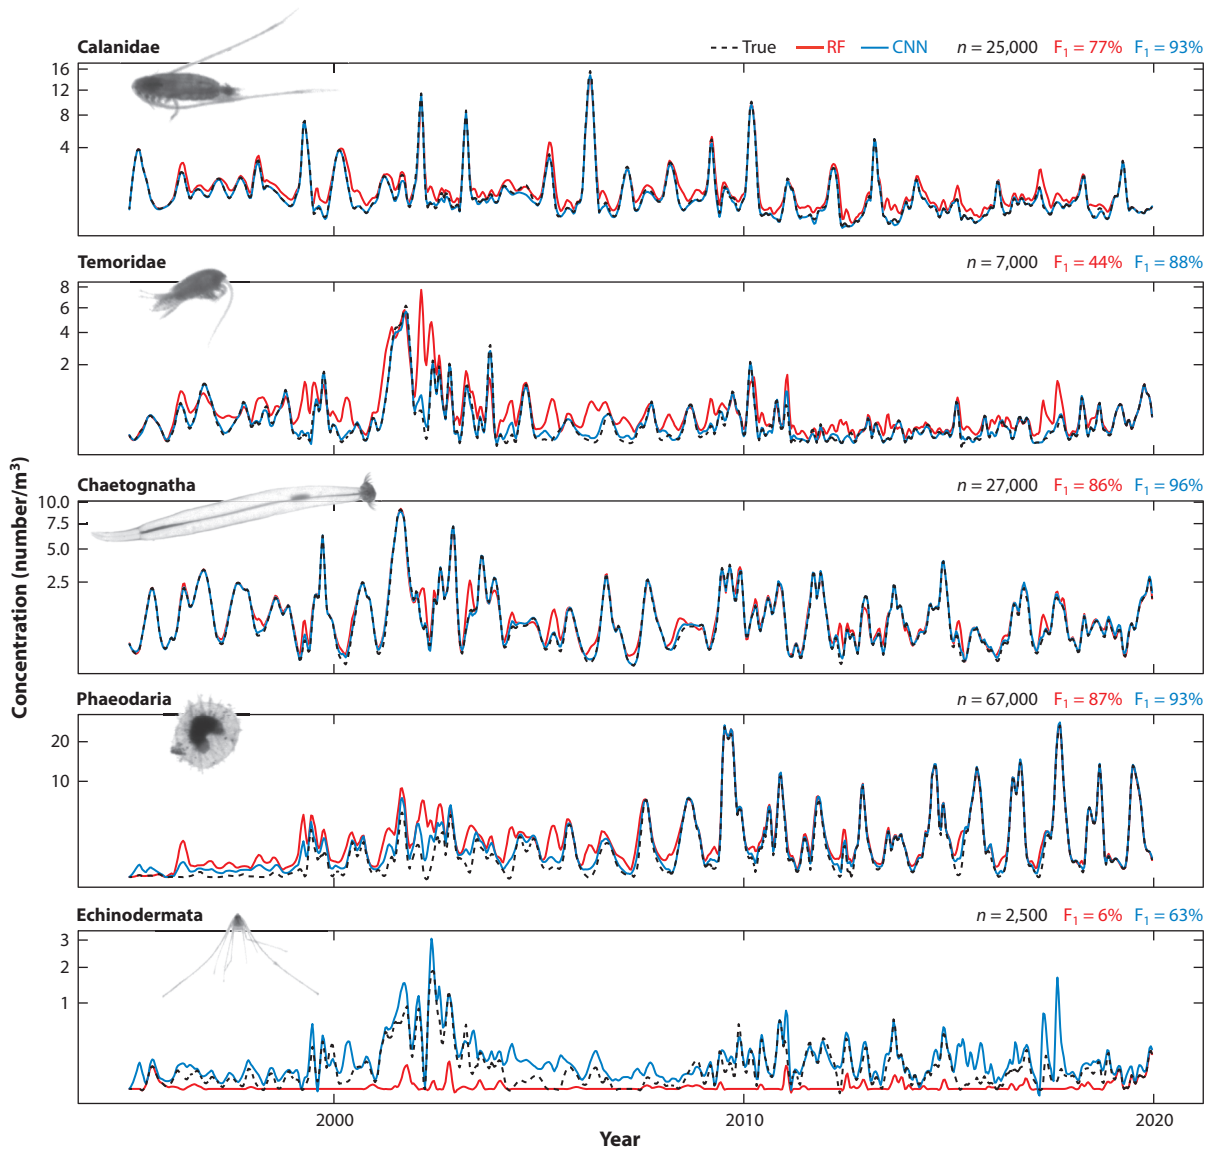 Calanidae
True RF CNN n = 25,000 F1 = 77% F1 = 93%
16
12
8
4
Temoridae
n = 7,000 F1 = 44% F1 = 88%
8
6
4
2
Chaetognatha
n = 27,000 F1 = 86% F1 = 96%
10.0
7.5
5.0
2.5
Phaeodaria
n = 67,000 F1 = 87% F1 = 93%
20
10
Echinodermata
n = 2,500 F1 = 6% F1 = 63%
3
2
1
Concentration (number/m³)
2000 2010 2020
Year